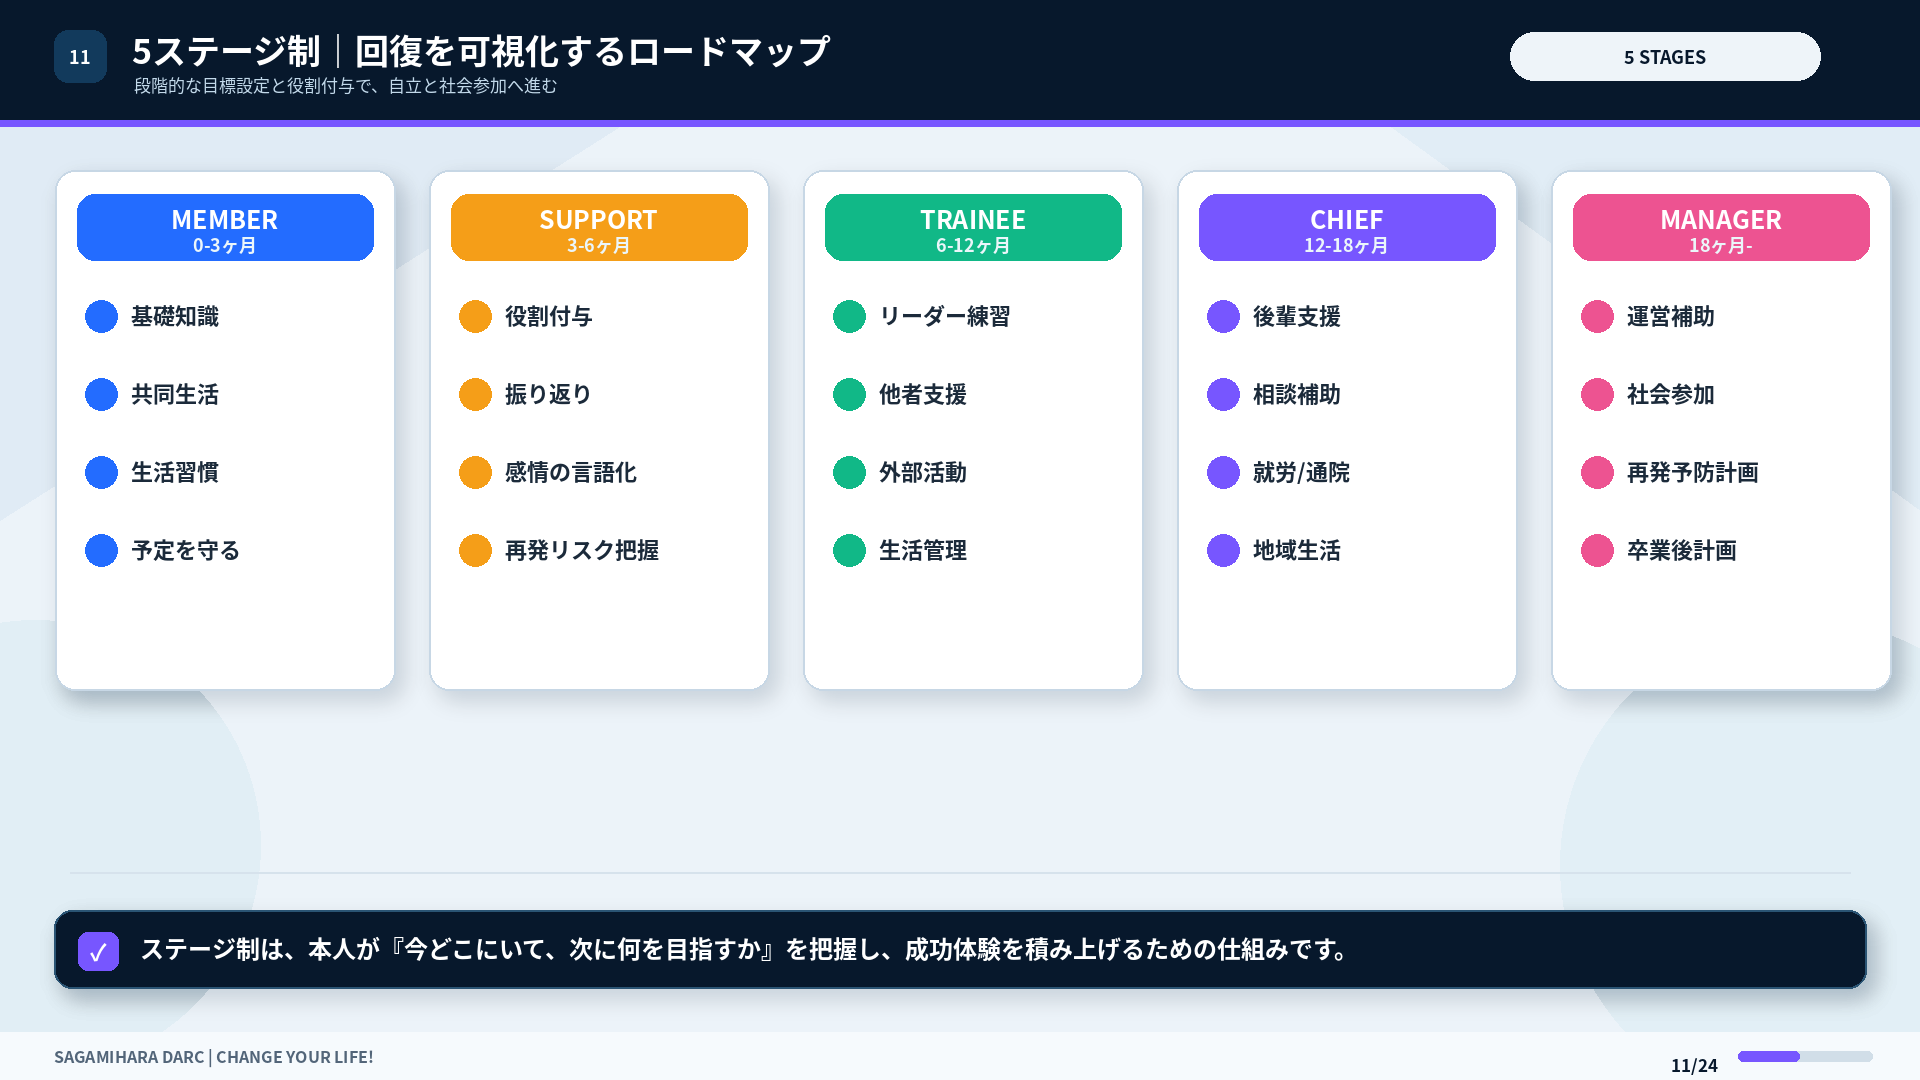 11
5ステージ制｜回復を可視化するロードマップ
段階的な目標設定と役割付与で、自立と社会参加へ進む
5 STAGES
MEMBER
0-3ヶ月
基礎知識
共同生活
生活習慣
予定を守る
SUPPORT
3-6ヶ月
役割付与
振り返り
感情の言語化
再発リスク把握
TRAINEE
6-12ヶ月
リーダー練習
他者支援
外部活動
生活管理
CHIEF
12-18ヶ月
後輩支援
相談補助
就労/通院
地域生活
MANAGER
18ヶ月-
運営補助
社会参加
再発予防計画
卒業後計画
✓ ステージ制は、本人が『今どこにいて、次に何を目指すか』を把握し、成功体験を積み上げるための仕組みです。
SAGAMIHARA DARC | CHANGE YOUR LIFE!
11/24